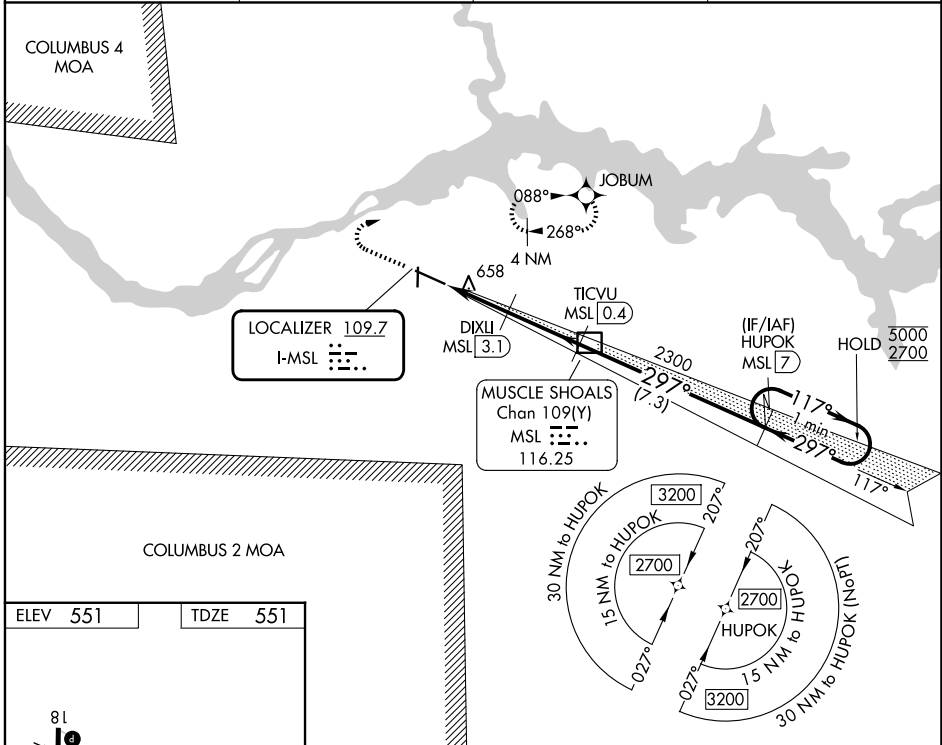 COLUMBUS 4
MOA
JOBUM
088°
268°
4 NM
658
TICVU
MSL 0.4
DIXLI
MSL 3.1
(IF/IAF)
HUPOK
MSL 7
HOLD
5000
2700
LOCALIZER 109.7
I-MSL
2300
297°
(7.3)
117°
1 min
297°
117°
MUSCLE SHOALS
Chan 109(Y)
MSL
116.25
COLUMBUS 2 MOA
30 NM to HUPOK
3200
207°
15 NM to HUPOK
2700
027°
207°
2700
HUPOK
15 NM to HUPOK
30 NM to HUPOK (NoPT)
027°
3200
ELEV 551
TDZE 551
18
P